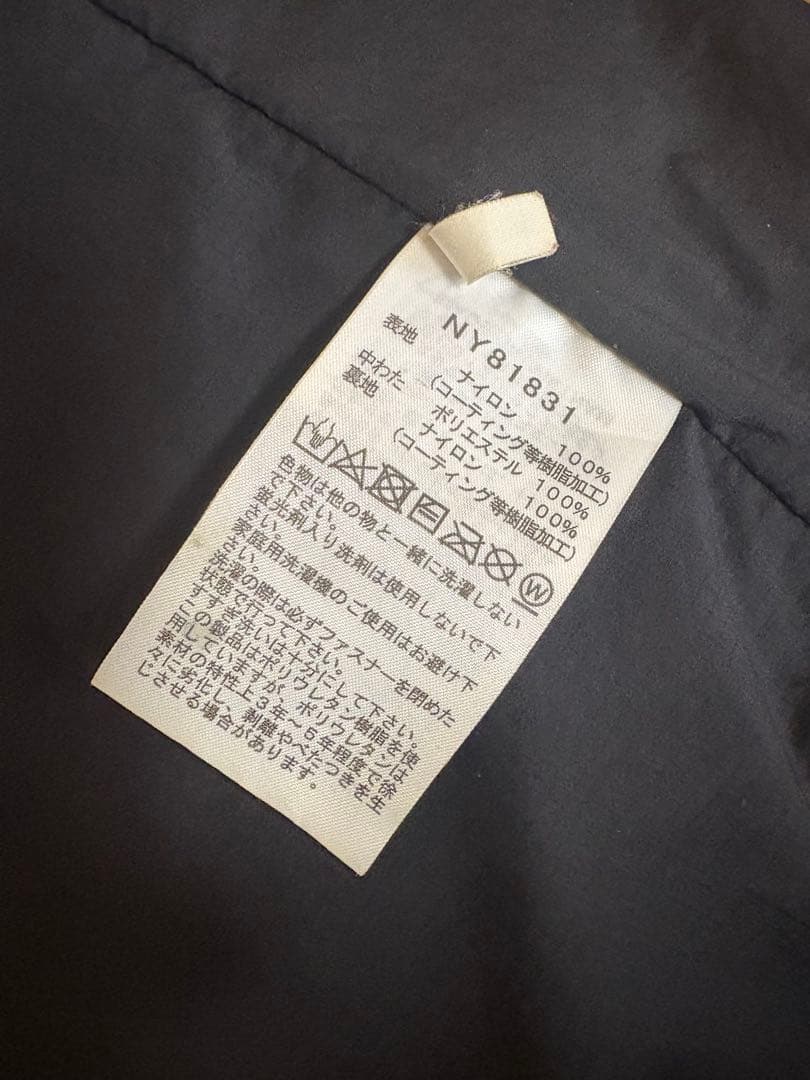 NY81831
表地 ナイロン 100%
(コーティング等樹脂加工)
中わた ポリエステル 100%
裏地 ナイロン 100%
(コーティング等樹脂加工)
W
色物は他の物と一緒に洗濯しない
で下さい。
蛍光剤入り洗剤は使用しないで下
さい。
家庭用洗濯機のご使用はお避け下
さい。
洗濯の際は必ずファスナーを閉めた
状態で行って下さい。
すすぎ洗いは十分にして下さい。
この製品はポリウレタン樹脂を使
用していますが、ポリウレタンは
素材の特性上3年〜5年程度で徐
々に劣化し、剥離やべたつきを生
じさせる場合があります。